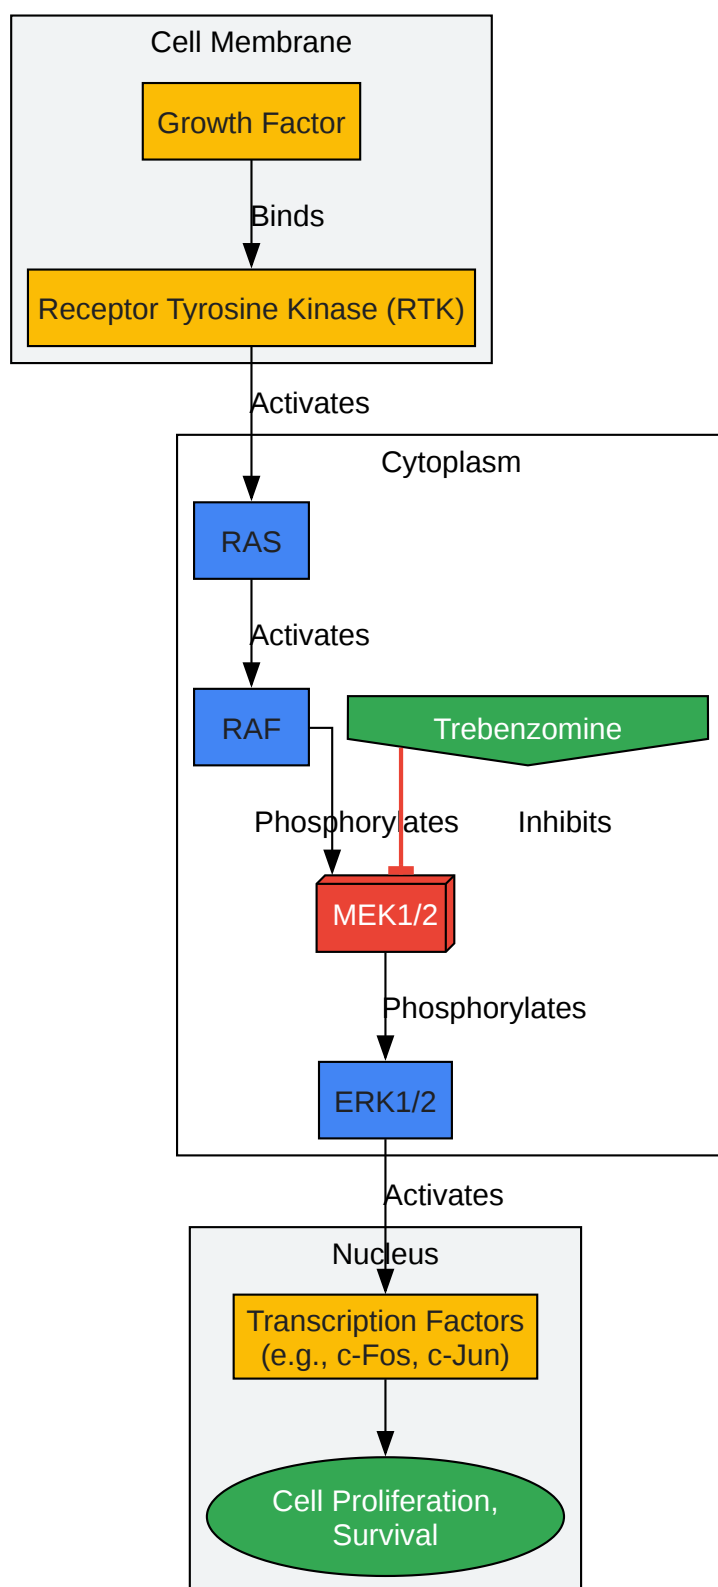 Cell Membrane
Growth Factor
Binds
Receptor Tyrosine Kinase (RTK)
Activates
Cytoplasm
RAS
Activates
RAF
Trebenzomine
Phosphorylates
Inhibits
MEK1/2
Phosphorylates
ERK1/2
Activates
Nucleus
Transcription Factors
(e.g., c-Fos, c-Jun)
Cell Proliferation,
Survival